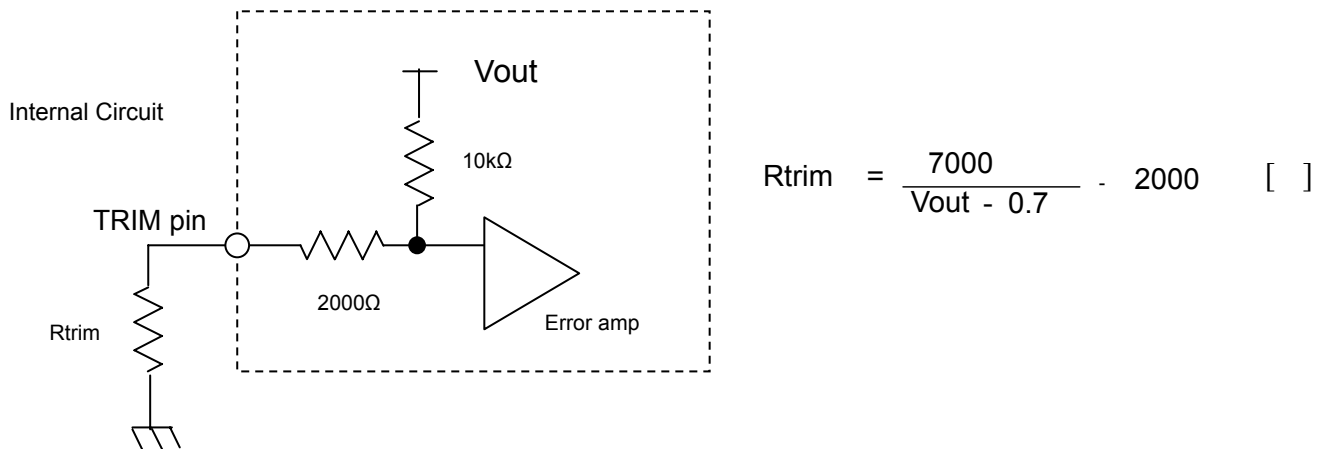 Vout
Internal Circuit
10kΩ
TRIM pin
2000Ω
Error amp
Rtrim
Rtrim = 7000 - 2000 [ ]
Vout - 0.7